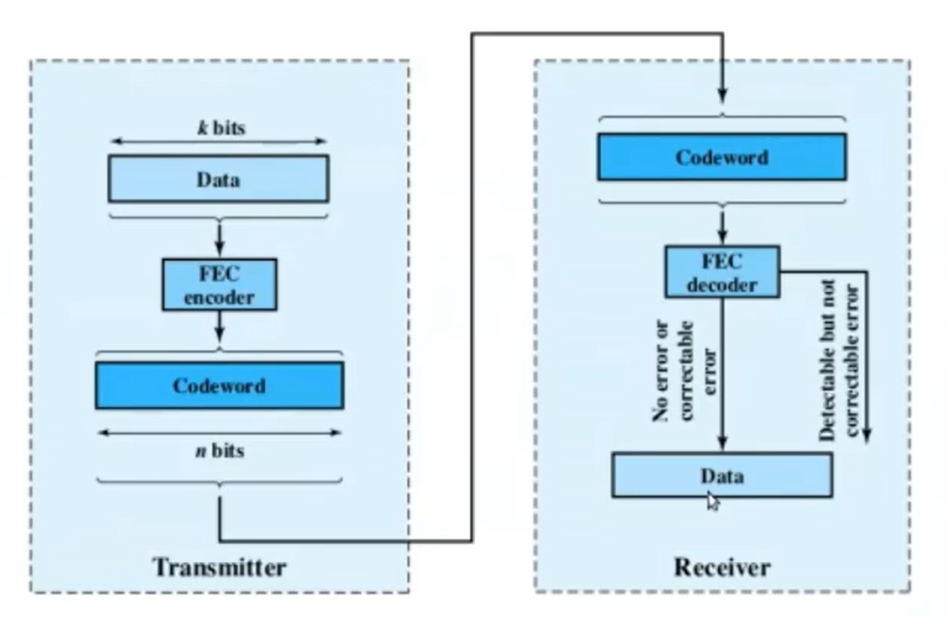 k bits
Data
FEC
encoder
Codeword
n bits
Transmitter
Codeword
FEC
decoder
No error or
correctable
error
Detectable but not
correctable error
Data
Receiver